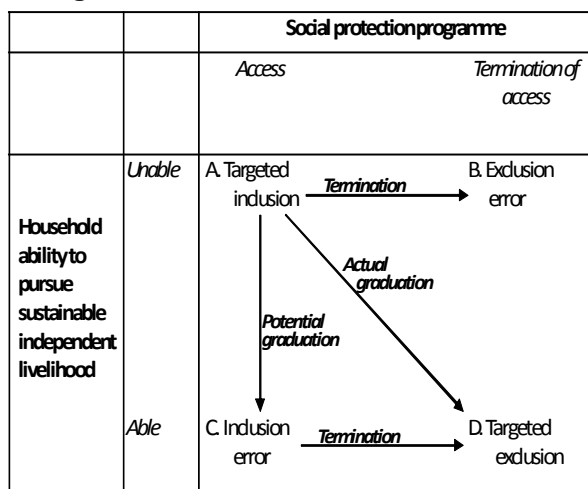 Social protection programme
Access
Termination of
access
Unable
A. Targeted
inclusion
Termination
B. Exclusion
error
Household
ability to
pursue
sustainable
independent
livelihood
Actual
graduation
Potential
graduation
Able
C. Inclusion
error
Termination
D. Targeted
exclusion